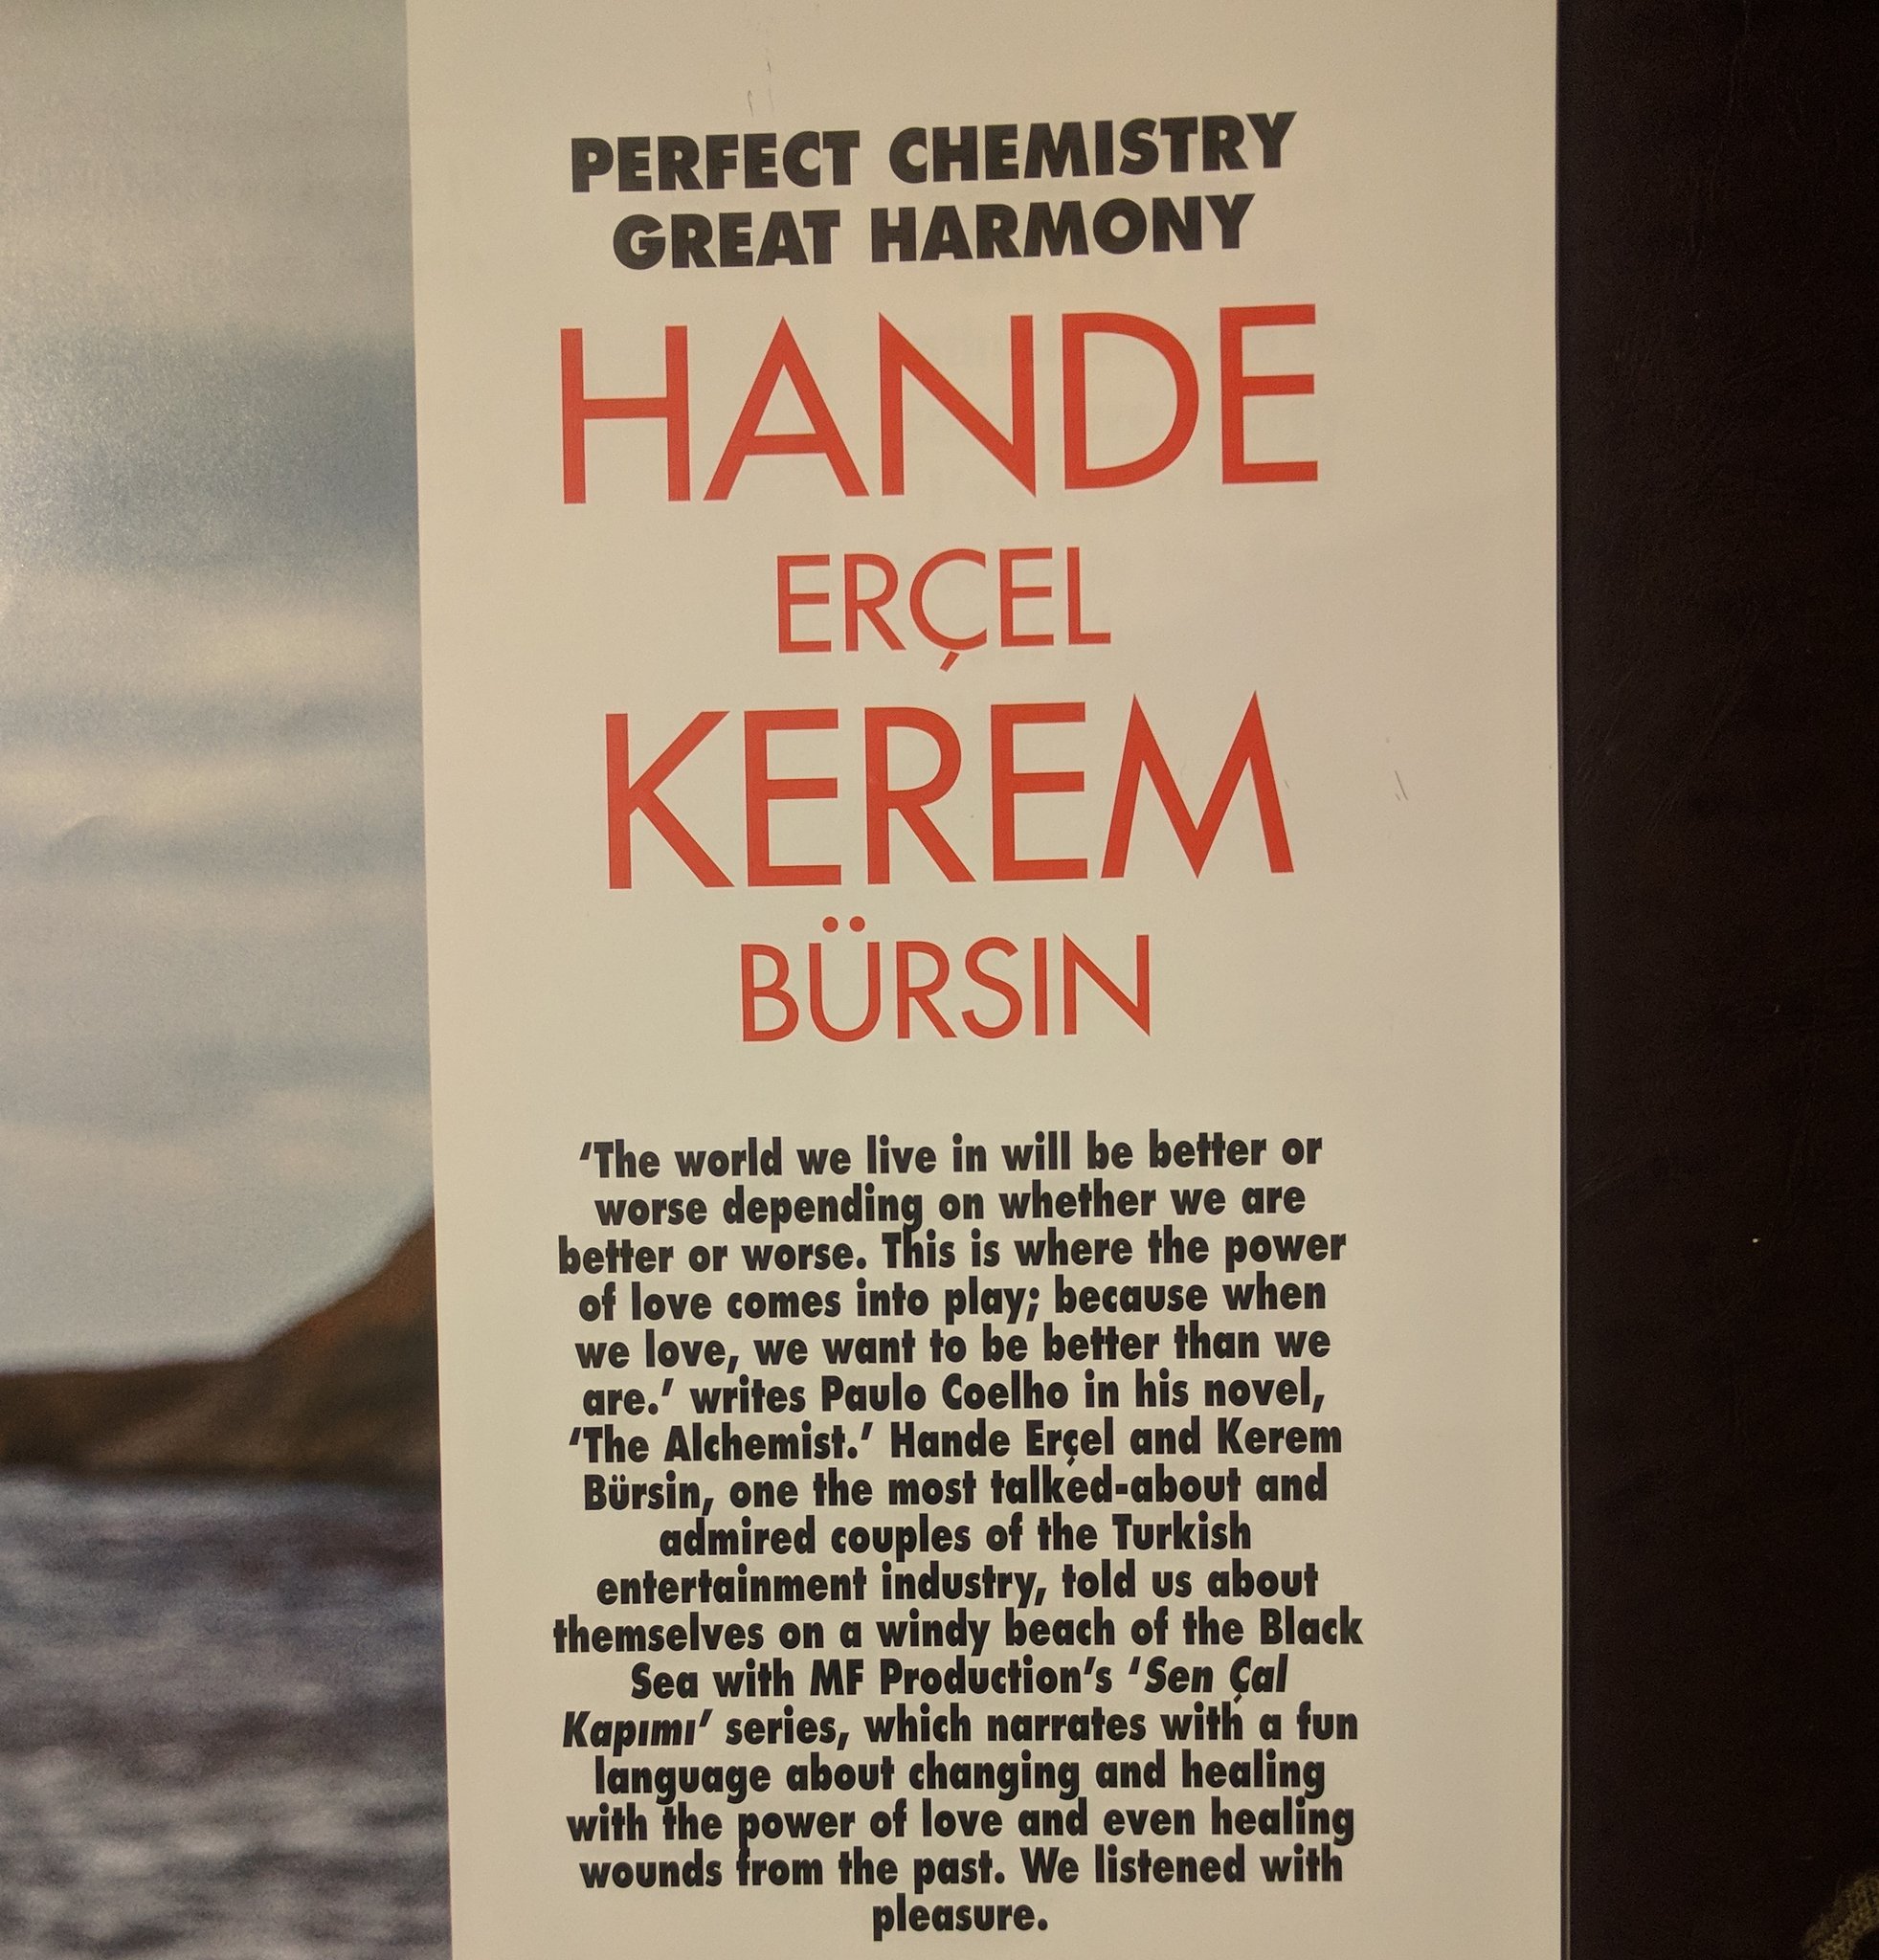 PERFECT CHEMISTRY
GREAT HARMONY
HANDE
ERÇEL
KEREM
BÜRSIN
‘The world we live in will be better or
worse depending on whether we are
better or worse. This is where the power
of love comes into play; because when
we love, we want to be better than we
are.’ writes Paulo Coelho in his novel,
‘The Alchemist.’ Hande Erçel and Kerem
Bürsin, one the most talked-about and
admired couples of the Turkish
entertainment industry, told us about
themselves on a windy beach of the Black
Sea with MF Production’s ‘Sen Çal
Kapımı’ series, which narrates with a fun
language about changing and healing
with the power of love and even healing
wounds from the past. We listened with
pleasure.